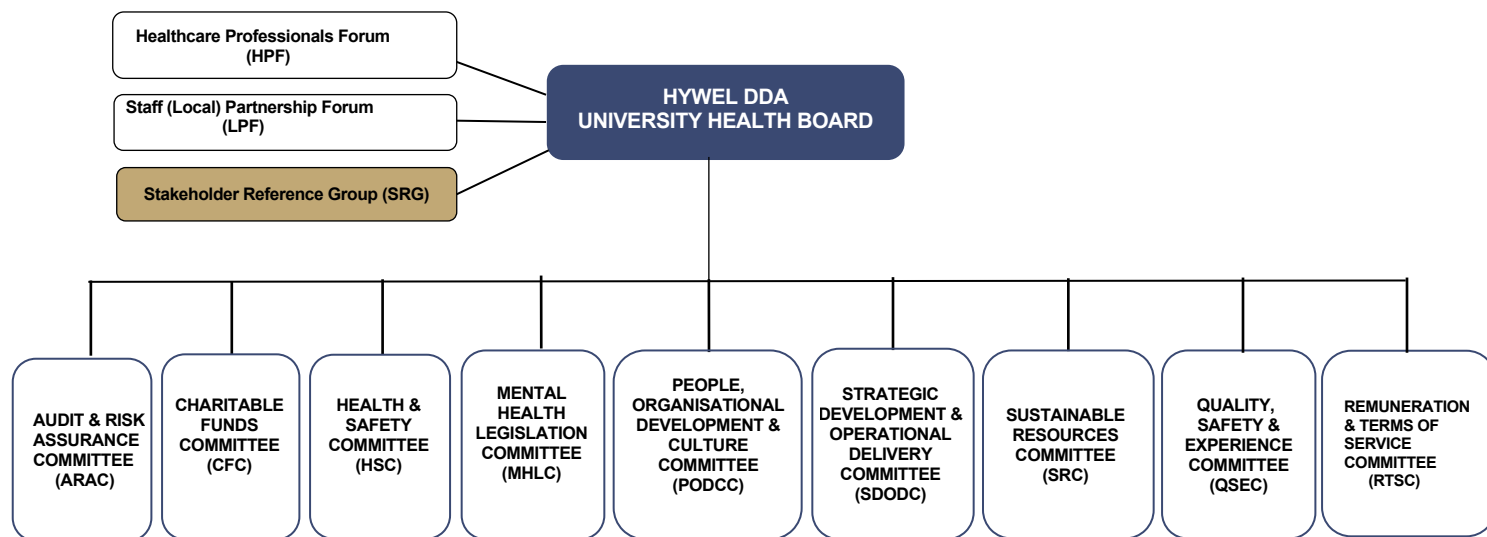 Healthcare Professionals Forum
(HPF)
Staff (Local) Partnership Forum
(LPF)
Stakeholder Reference Group (SRG)
HYWEL DDA
UNIVERSITY HEALTH BOARD
AUDIT & RISK
ASSURANCE
COMMITTEE
(ARAC)
CHARITABLE
FUNDS
COMMITTEE
(CFC)
HEALTH &
SAFETY
COMMITTEE
(HSC)
MENTAL
HEALTH
LEGISLATION
COMMITTEE
(MHLC)
PEOPLE,
ORGANISATIONAL
DEVELOPMENT &
CULTURE
COMMITTEE
(PODCC)
STRATEGIC
DEVELOPMENT &
OPERATIONAL
DELIVERY
COMMITTEE
(SDODC)
SUSTAINABLE
RESOURCES
COMMITTEE
(SRC)
QUALITY,
SAFETY &
EXPERIENCE
COMMITTEE
(QSEC)
REMUNERATION
& TERMS OF
SERVICE
COMMITTEE
(RTSC)